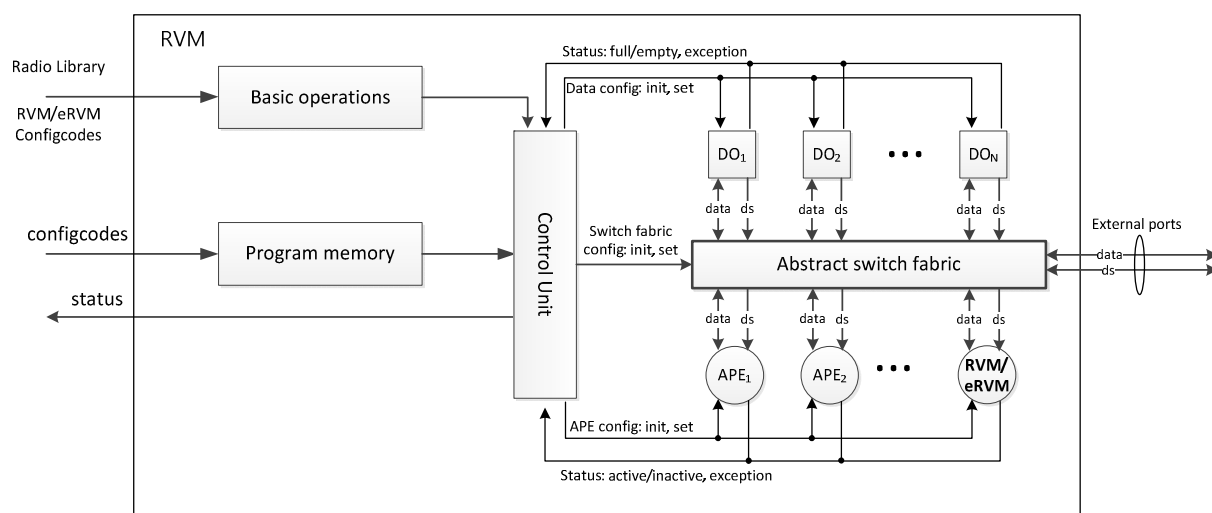 RVM
Radio Library
RVM/eRVM
Configcodes
Basic operations
configcodes
Program memory
status
Control Unit
Status: full/empty, exception
Data config: init, set
DO1
DO2
• • •
DON
data
ds
data
ds
data
ds
Switch fabric
config: init, set
Abstract switch fabric
External ports
data
ds
data
ds
data
ds
data
ds
APE1
APE2
• • •
RVM/
eRVM
APE config: init, set
Status: active/inactive, exception